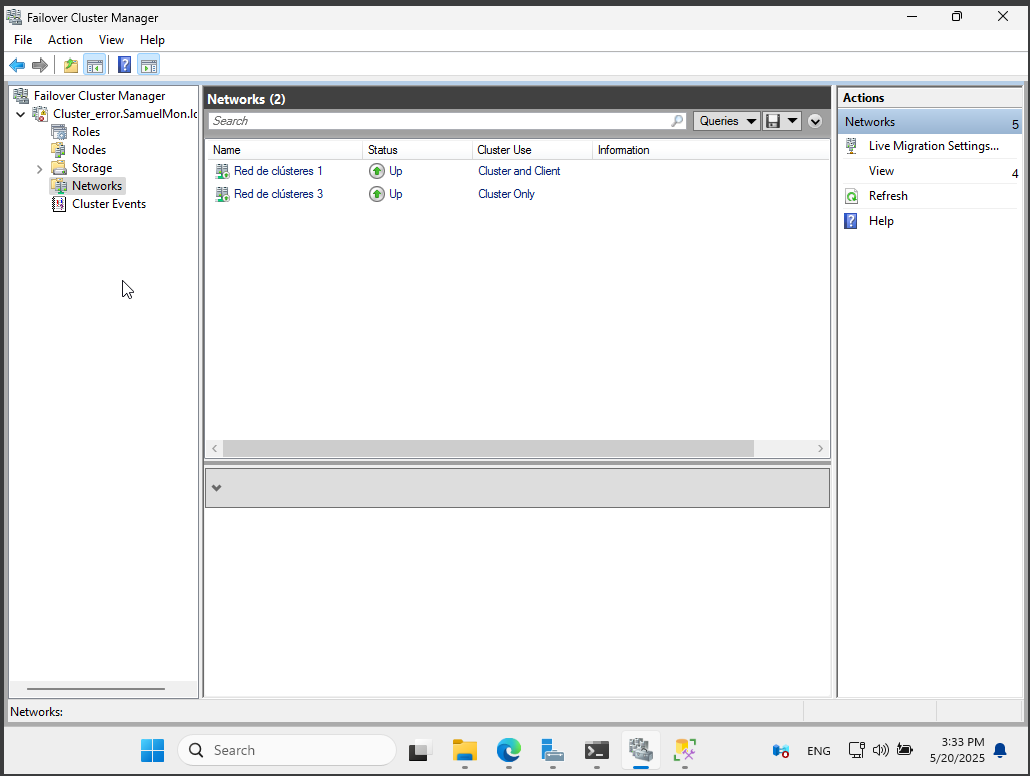 Failover Cluster Manager
File Action View Help
Failover Cluster Manager
Cluster_error.SamuelMon.lc
Roles
Nodes
Storage
Networks
Cluster Events
Networks (2)
Search
Queries
Name Status Cluster Use Information
Red de clústeres 1 Up Cluster and Client
Red de clústeres 3 Up Cluster Only
Actions
Networks 5
Live Migration Settings...
View 4
Refresh
Help
Networks:
Search
ENG
3:33 PM
5/20/2025